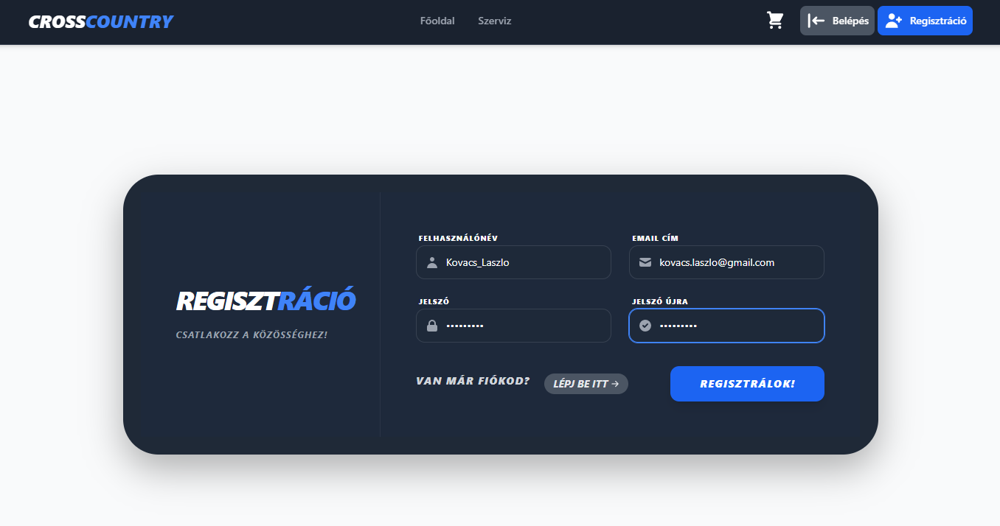 CROSSCOUNTRY Főoldal Szerviz Belépés Regisztráció
REGISZTRÁCIÓ
CSATLAKOZZ A KÖZÖSSÉGHEZ!
FELHASZNÁLÓNÉV EMAIL CÍM
Kovacs_Laszlo kovacs.laszlo@gmail.com
JELSZÓ JELSZÓ ÚJRA
••••••••• •••••••••
VAN MÁR FIÓKOD? LÉPJ BE ITT → REGISZTRÁLOK!